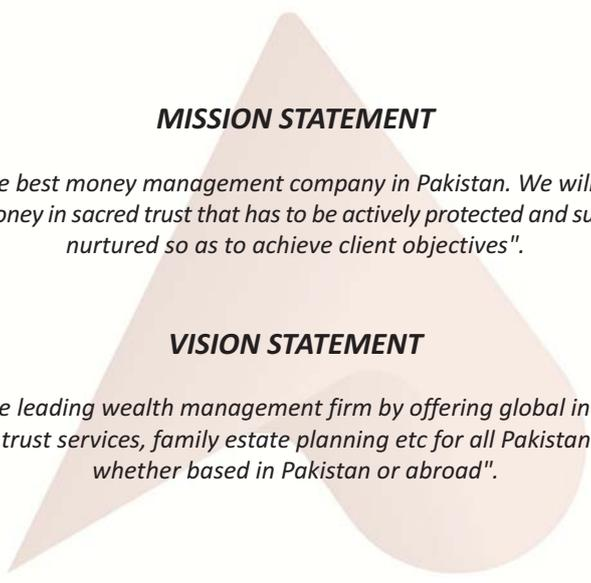 MISSION STATEMENT
e best money management company in Pakistan. We will
oney in sacred trust that has to be actively protected and su
nurtured so as to achieve client objectives".
VISION STATEMENT
e leading wealth management firm by offering global in
trust services, family estate planning etc for all Pakistan
whether based in Pakistan or abroad".